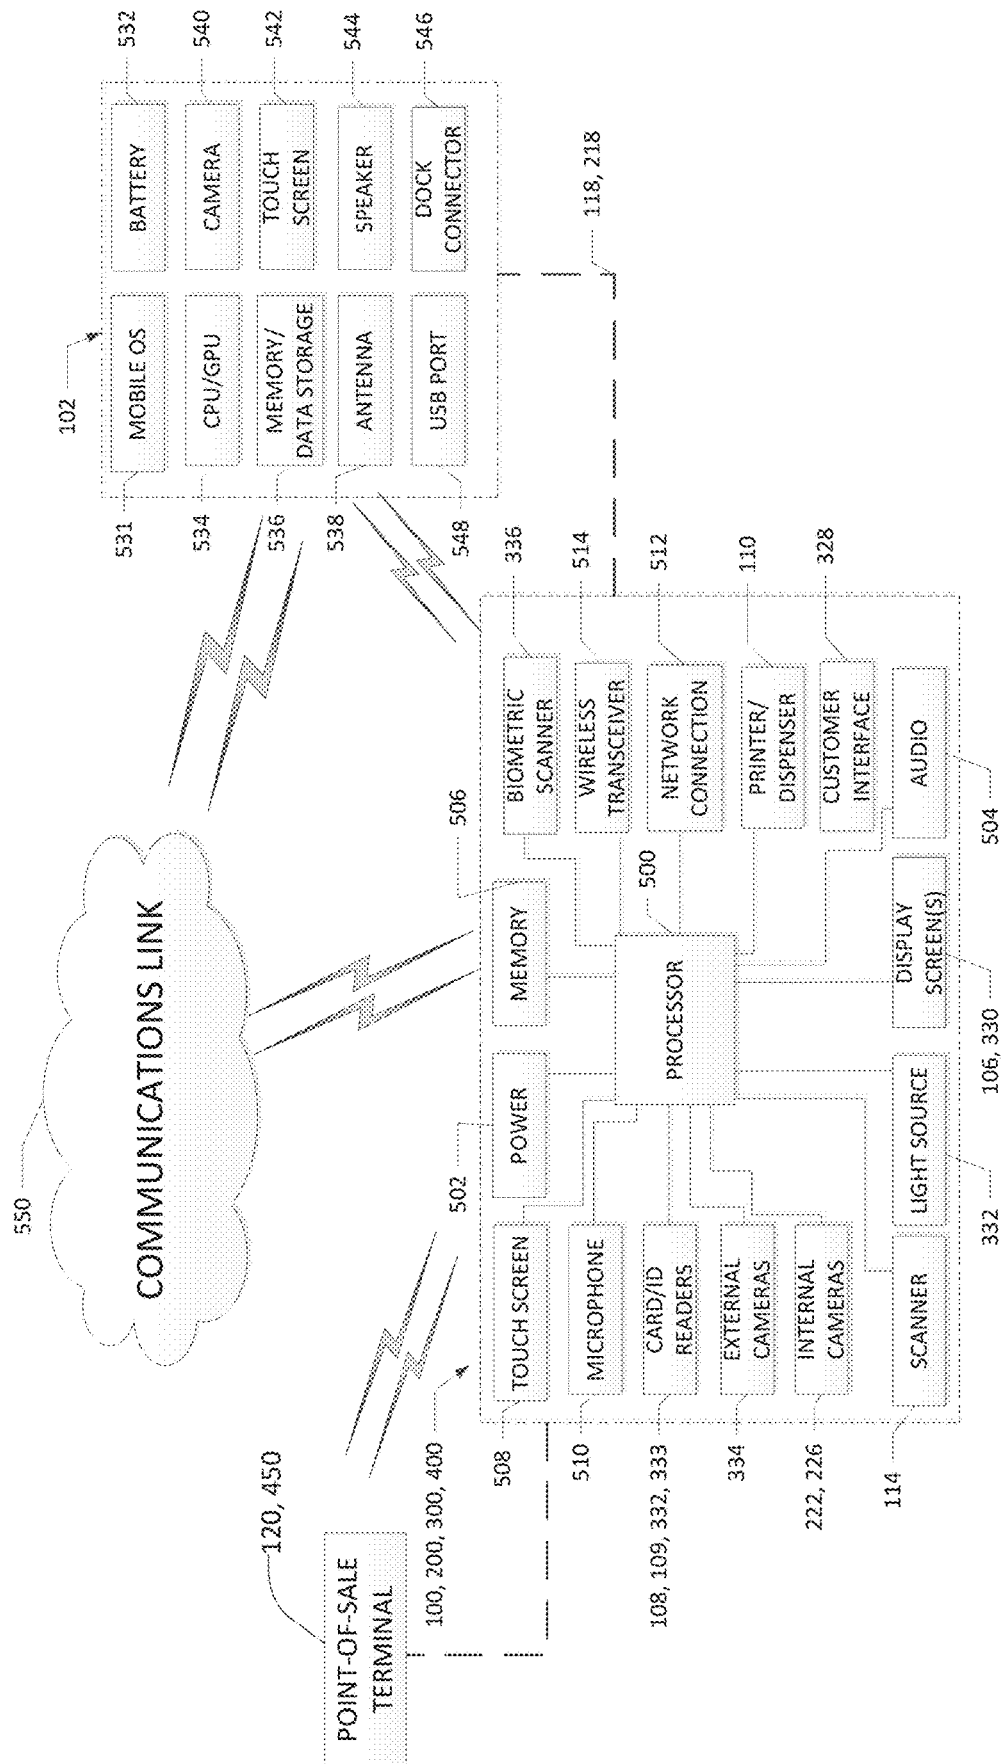 550
COMMUNICATIONS LINK
102
531
MOBILE OS
BATTERY
532
534
CPU/GPU
CAMERA
540
536
MEMORY/
DATA STORAGE
TOUCH
SCREEN
542
538
ANTENNA
SPEAKER
544
548
USB PORT
DOCK
CONNECTOR
546
118, 218
120, 450
POINT-OF-SALE
TERMINAL
100, 200, 300, 400
502
506
508
TOUCH SCREEN
POWER
MEMORY
BIOMETRIC
SCANNER
336
510
MICROPHONE
WIRELESS
TRANSCEIVER
514
108, 109, 332, 333
CARD/ID
READERS
PROCESSOR
500
NETWORK
CONNECTION
512
334
EXTERNAL
CAMERAS
PRINTER/
DISPENSER
110
222, 226
INTERNAL
CAMERAS
CUSTOMER
INTERFACE
328
114
SCANNER
LIGHT SOURCE
332
DISPLAY
SCREEN(S)
106, 330
AUDIO
504